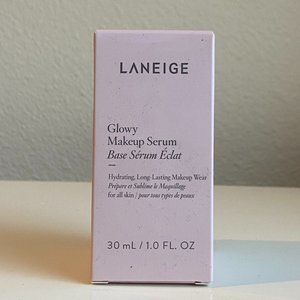 LANEIGE
Glowy
Makeup Serum
Base Sérum Éclat
Hydrating, Long-Lasting Makeup Wear
Prépare et Sublime le Maquillage
for all skin / pour tous types de peaux
30 mL / 1.0 FL. OZ